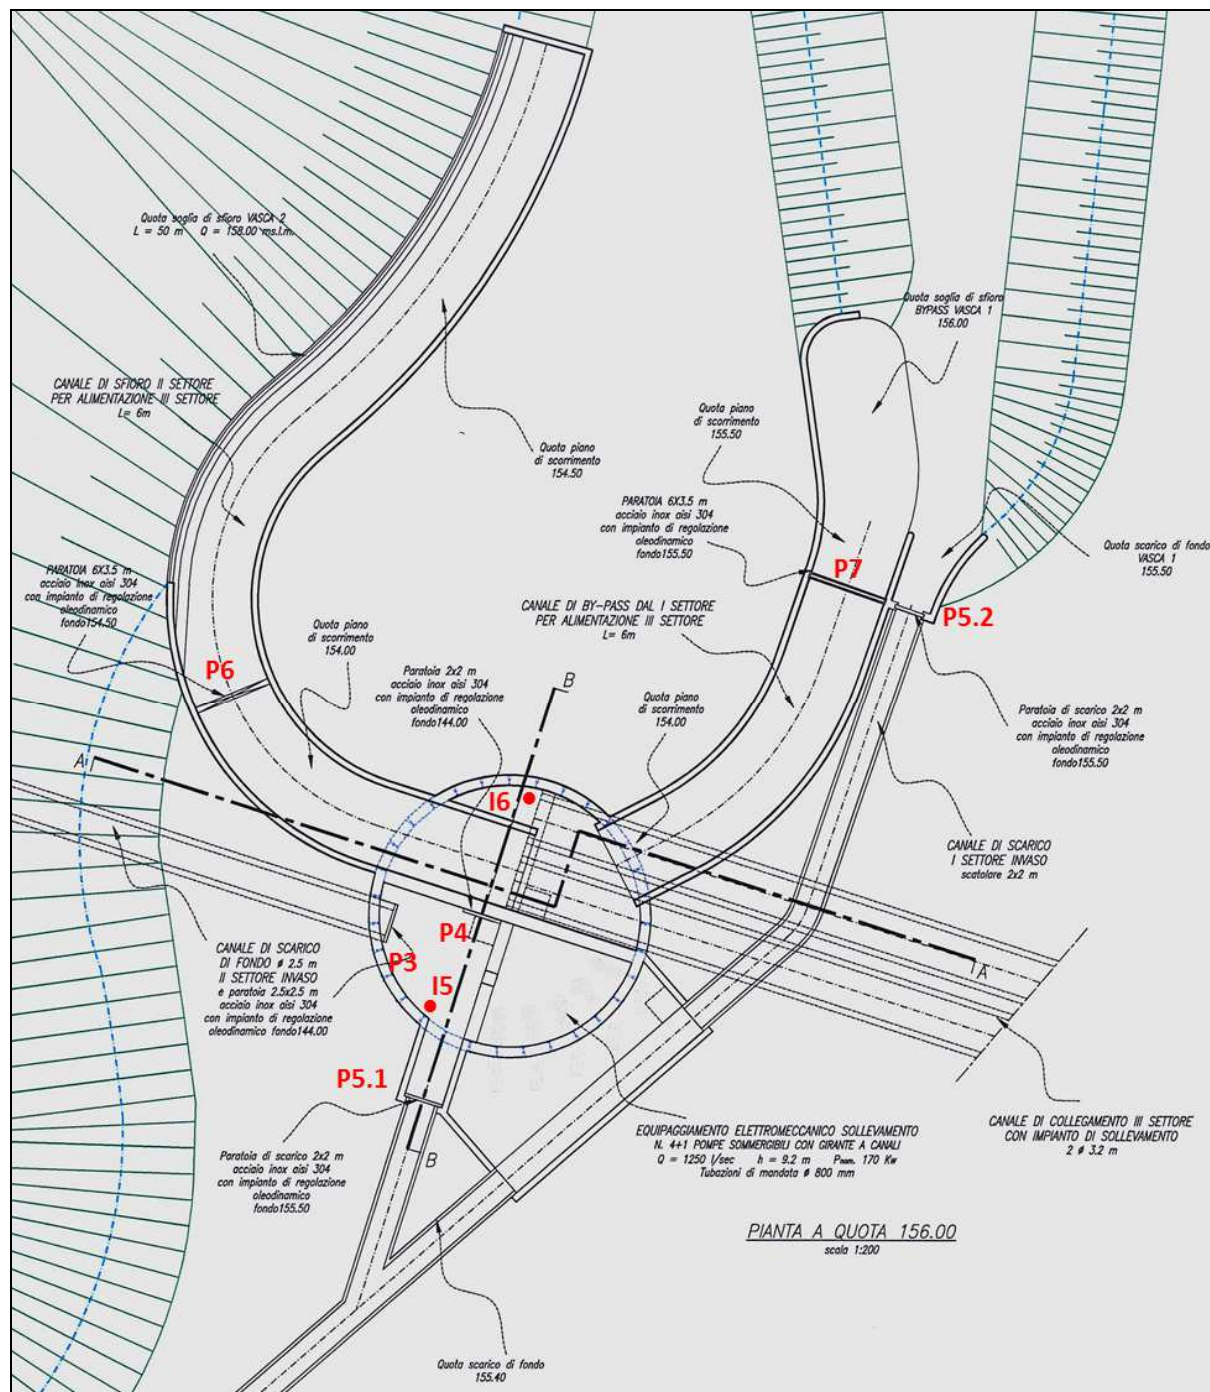 Quota soglia di sfioro VASCA 2
L = 50 m   Q = 158.00 ms.l.m.
CANALE DI SFIORO II SETTORE
PER ALIMENTAZIONE III SETTORE
L= 6m
Quota piano
di scorrimento
154.50
Quota soglia di sfioro
BYPASS VASCA 1
156.00
Quota piano
di scorrimento
155.50
PARATOIA 6X3.5 m
acciaio inox aisi 304
con impianto di regolazione
oleodinamico
fondo155.50
Quota scarico di fondo
VASCA 1
155.50
PARATOIA 6X3.5 m
acciaio inox aisi 304
con impianto di regolazione
oleodinamico
fondo154.50
P7
P5.2
CANALE DI BY-PASS DAL I SETTORE
PER ALIMENTAZIONE III SETTORE
L= 6m
Quota piano
di scorrimento
154.00
P6
Paratoia 2x2 m
acciaio inox aisi 304
con impianto di regolazione
oleodinamico
fondo144.00
B
Quota piano
di scorrimento
154.00
Paratoia di scarico 2x2 m
acciaio inox aisi 304
con impianto di regolazione
oleodinamico
fondo155.50
A
I6
CANALE DI SCARICO
I SETTORE INVASO
scatolare 2x2 m
P4
P3
I5
A
CANALE DI SCARICO
DI FONDO ø 2.5 m
II SETTORE INVASO
e paratoia 2.5x2.5 m
acciaio inox aisi 304
con impianto di regolazione
oleodinamico fondo144.00
P5.1
B
Paratoia di scarico 2x2 m
acciaio inox aisi 304
con impianto di regolazione
oleodinamico
fondo155.50
EQUIPAGGIAMENTO ELETTROMECCANICO SOLLEVAMENTO
N. 4+1 POMPE SOMMERGIBILI CON GIRANTE A CANALI
Q = 1250 l/sec   h = 9.2 m   Pnom. 170 Kw
Tubazioni di mandata ø 800 mm
CANALE DI COLLEGAMENTO III SETTORE
CON IMPIANTO DI SOLLEVAMENTO
2 ø 3.2 m
PIANTA A QUOTA 156.00
scala 1:200
Quota scarico di fondo
155.40